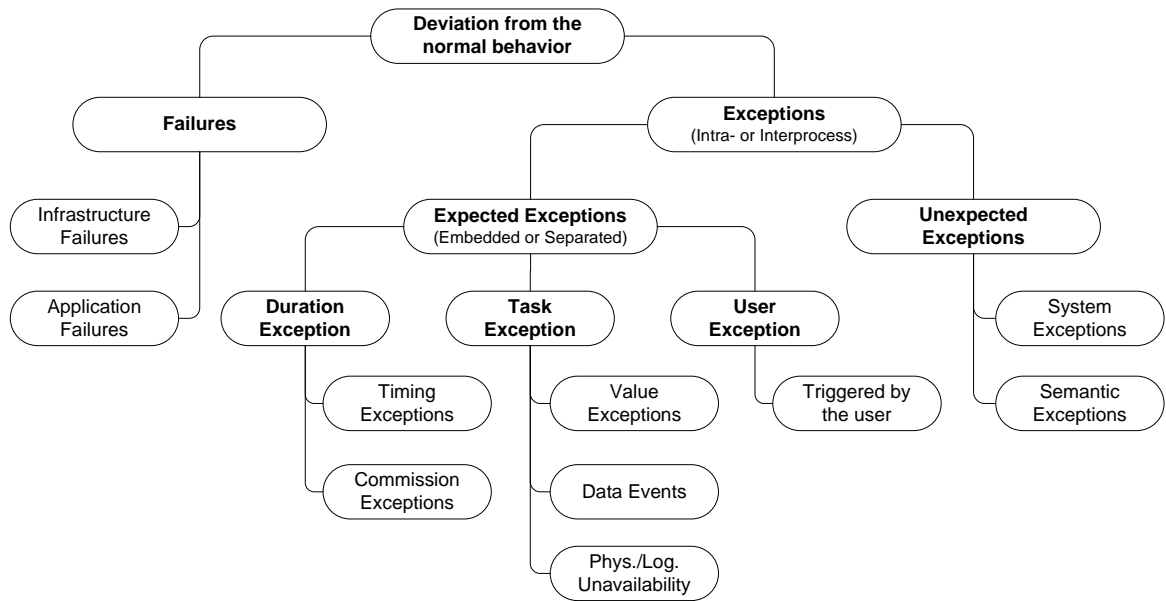 Deviation from the
normal behavior
Failures
Exceptions
(Intra- or Interprocess)
Infrastructure
Failures
Expected Exceptions
(Embedded or Separated)
Unexpected
Exceptions
Application
Failures
Duration
Exception
Task
Exception
User
Exception
System
Exceptions
Timing
Exceptions
Value
Exceptions
Triggered by
the user
Semantic
Exceptions
Commission
Exceptions
Data Events
Phys./Log.
Unavailability